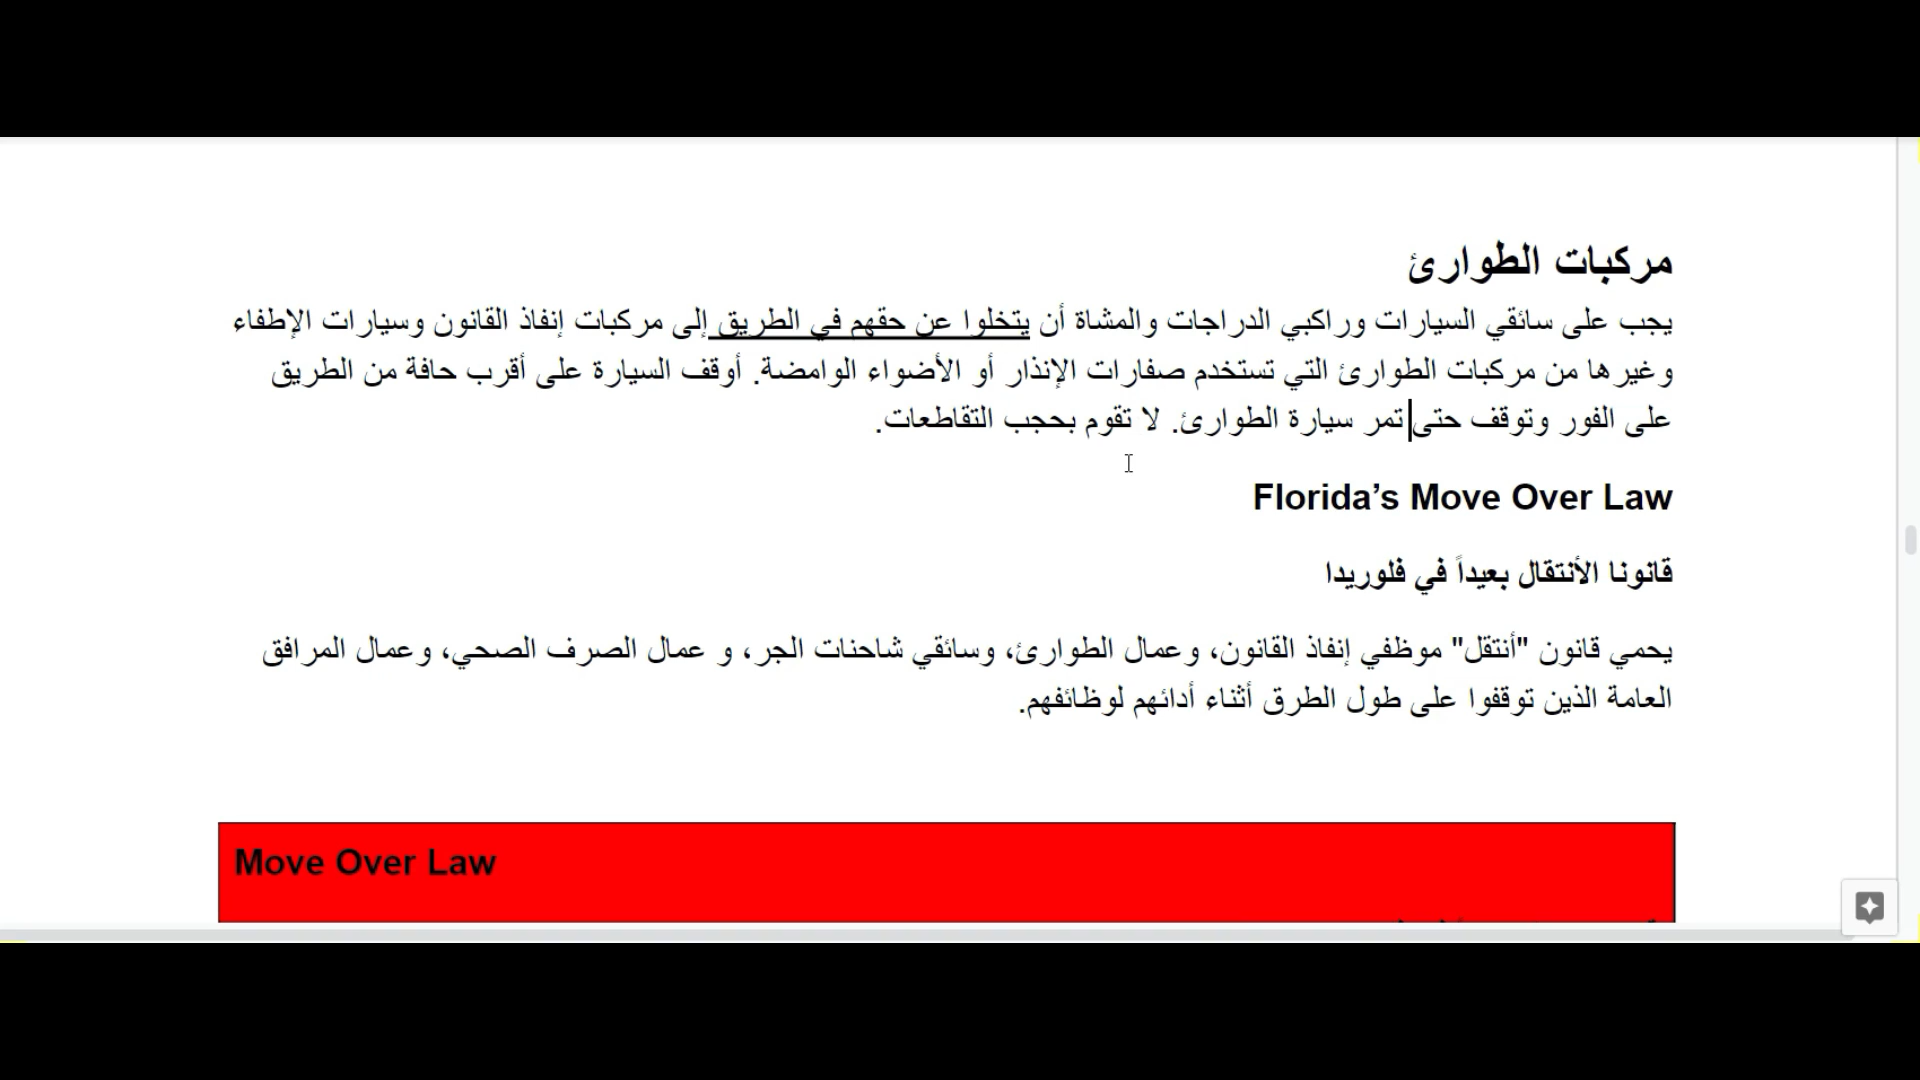 مركبات الطوارئ
يجب على سائقي السيارات وراكبي الدراجات والمشاة أن يتخلوا عن حقهم في الطريق إلى مركبات إنفاذ القانون وسيارات الإطفاء
وغيرها من مركبات الطوارئ التي تستخدم صفارات الإنذار أو الأضواء الوامضة. أوقف السيارة على أقرب حافة من الطريق
على الفور وتوقف حتى تمر سيارة الطوارئ. لا تقوم بحجب التقاطعات.
Florida’s Move Over Law
قانونا الأنتقال بعيداً في فلوريدا
يحمي قانون "أنتقل" موظفي إنفاذ القانون، وعمال الطوارئ، وسائقي شاحنات الجر، و عمال الصرف الصحي، وعمال المرافق
العامة الذين توقفوا على طول الطرق أثناء أدائهم لوظائفهم.
Move Over Law